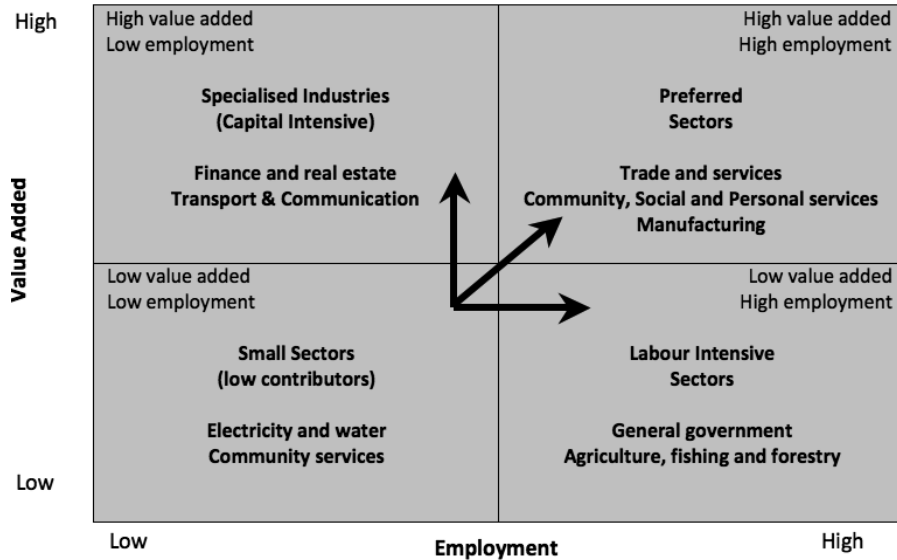 High
High value added
Low employment
Specialised Industries
(Capital Intensive)
Finance and real estate
Transport & Communication
High value added
High employment
Preferred
Sectors
Trade and services
Community, Social and Personal services
Manufacturing
Value Added
Low value added
Low employment
Small Sectors
(low contributors)
Electricity and water
Community services
Low value added
High employment
Labour Intensive
Sectors
General government
Agriculture, fishing and forestry
Low
Low
Employment
High